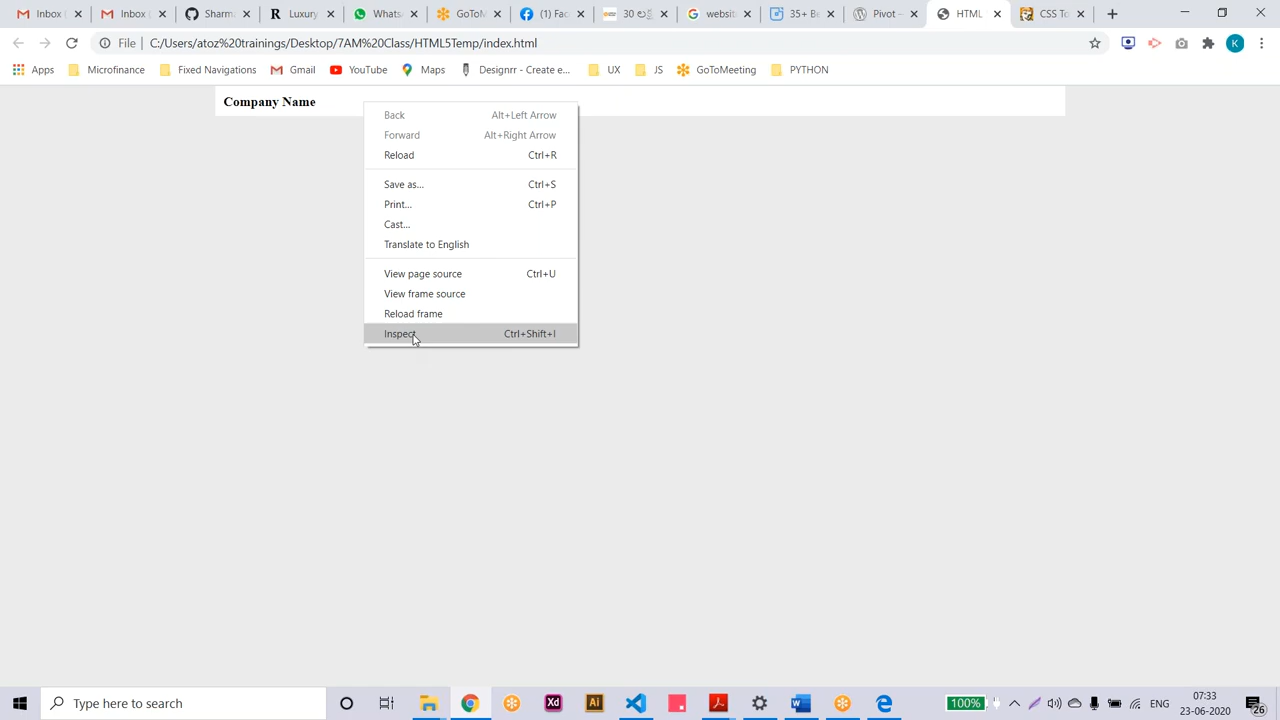 Inbox
Inbox
Sharm
R Luxury
Whats
GoToM
(1) Fac
websit
35+ B
Pivot –
HTML
CSS To
File C:/Users/atoz%20trainings/Desktop/7AM%20Class/HTML5Temp/index.html
K
Apps Microfinance Fixed Navigations Gmail YouTube Maps Designrr - Create e... UX JS GoToMeeting PYTHON
Company Name
Back Alt+Left Arrow
Forward Alt+Right Arrow
Reload Ctrl+R
Save as... Ctrl+S
Print... Ctrl+P
Cast...
Translate to English
View page source Ctrl+U
View frame source
Reload frame
Inspect Ctrl+Shift+I
Type here to search
Xd
Ai
100%
ENG
07:33
23-06-2020
26